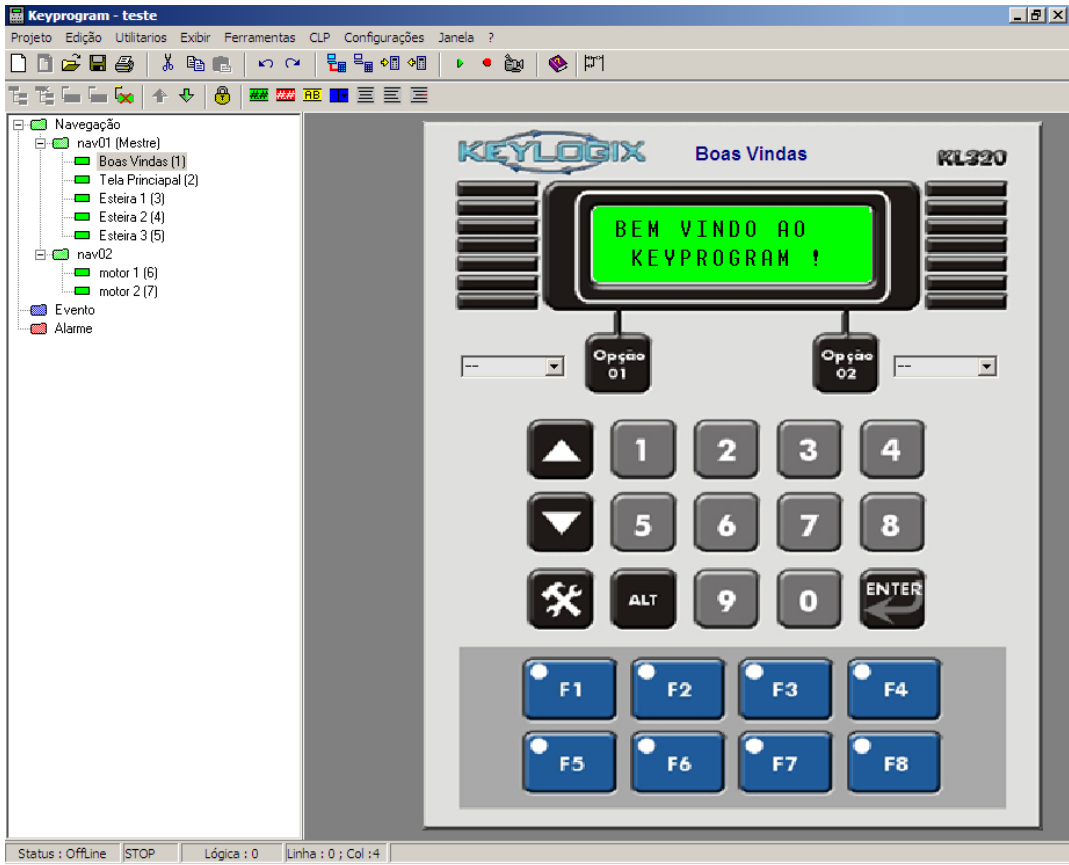 Keyprogram - teste
Projeto Edição Utilitarios Exibir Ferramentas CLP Configurações Janela ?
AB
Navegação
nav01 (Mestre)
Boas Vindas (1)
Tela Princiapal (2)
Esteira 1 (3)
Esteira 2 (4)
Esteira 3 (5)
nav02
motor 1 (6)
motor 2 (7)
Evento
Alarme
KEYLOGIX Boas Vindas KL320
BEM VINDO AO
KEYPROGRAM !
-- Opção 01 Opção 02 --
1 2 3 4
5 6 7 8
ALT 9 0 ENTER
F1 F2 F3 F4
F5 F6 F7 F8
Status : OffLine STOP Lógica : 0 Linha : 0 ; Col :4